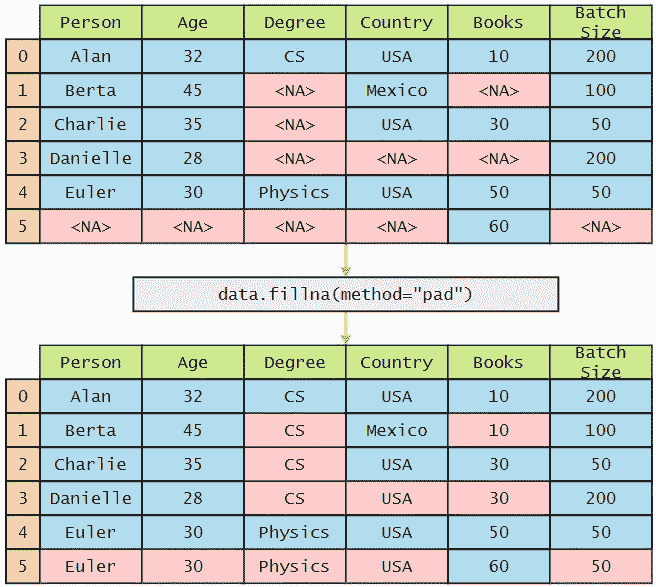 Person Age Degree Country Books Batch Size
0 Alan 32 CS USA 10 200
1 Berta 45 <NA> Mexico <NA> 100
2 Charlie 35 <NA> USA 30 50
3 Danielle 28 <NA> <NA> <NA> 200
4 Euler 30 Physics USA 50 50
5 <NA> <NA> <NA> <NA> 60 <NA>
data.fillna(method="pad")
Person Age Degree Country Books Batch Size
0 Alan 32 CS USA 10 200
1 Berta 45 CS Mexico 10 100
2 Charlie 35 CS USA 30 50
3 Danielle 28 CS USA 30 200
4 Euler 30 Physics USA 50 50
5 Euler 30 Physics USA 60 50